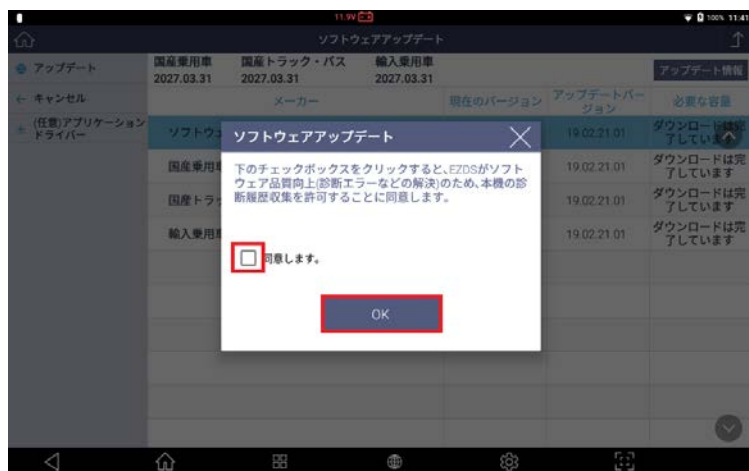 11.9V
100% 11:41
ソフトウェアアップデート
アップデート
国産乗用車
2027.03.31
国産トラック・バス
2027.03.31
輸入乗用車
2027.03.31
アップデート情報
キャンセル
メーカー
現在のバージョン
アップデートバー
ジョン
必要な容量
(任意)アプリケーション
ドライバー
ソフトウ
19.02.21.01
ダウンロードは完
了しています
国産乗用
19.02.21.01
ダウンロードは完
了しています
国産トラ
19.02.21.01
ダウンロードは完
了しています
輸入乗用
19.02.21.01
ダウンロードは完
了しています
ソフトウェアアップデート
下のチェックボックスをクリックすると、EZDSがソフト
ウェア品質向上(診断エラーなどの解決)のため、本機の診
断履歴収集を許可することに同意します。
同意します。
OK